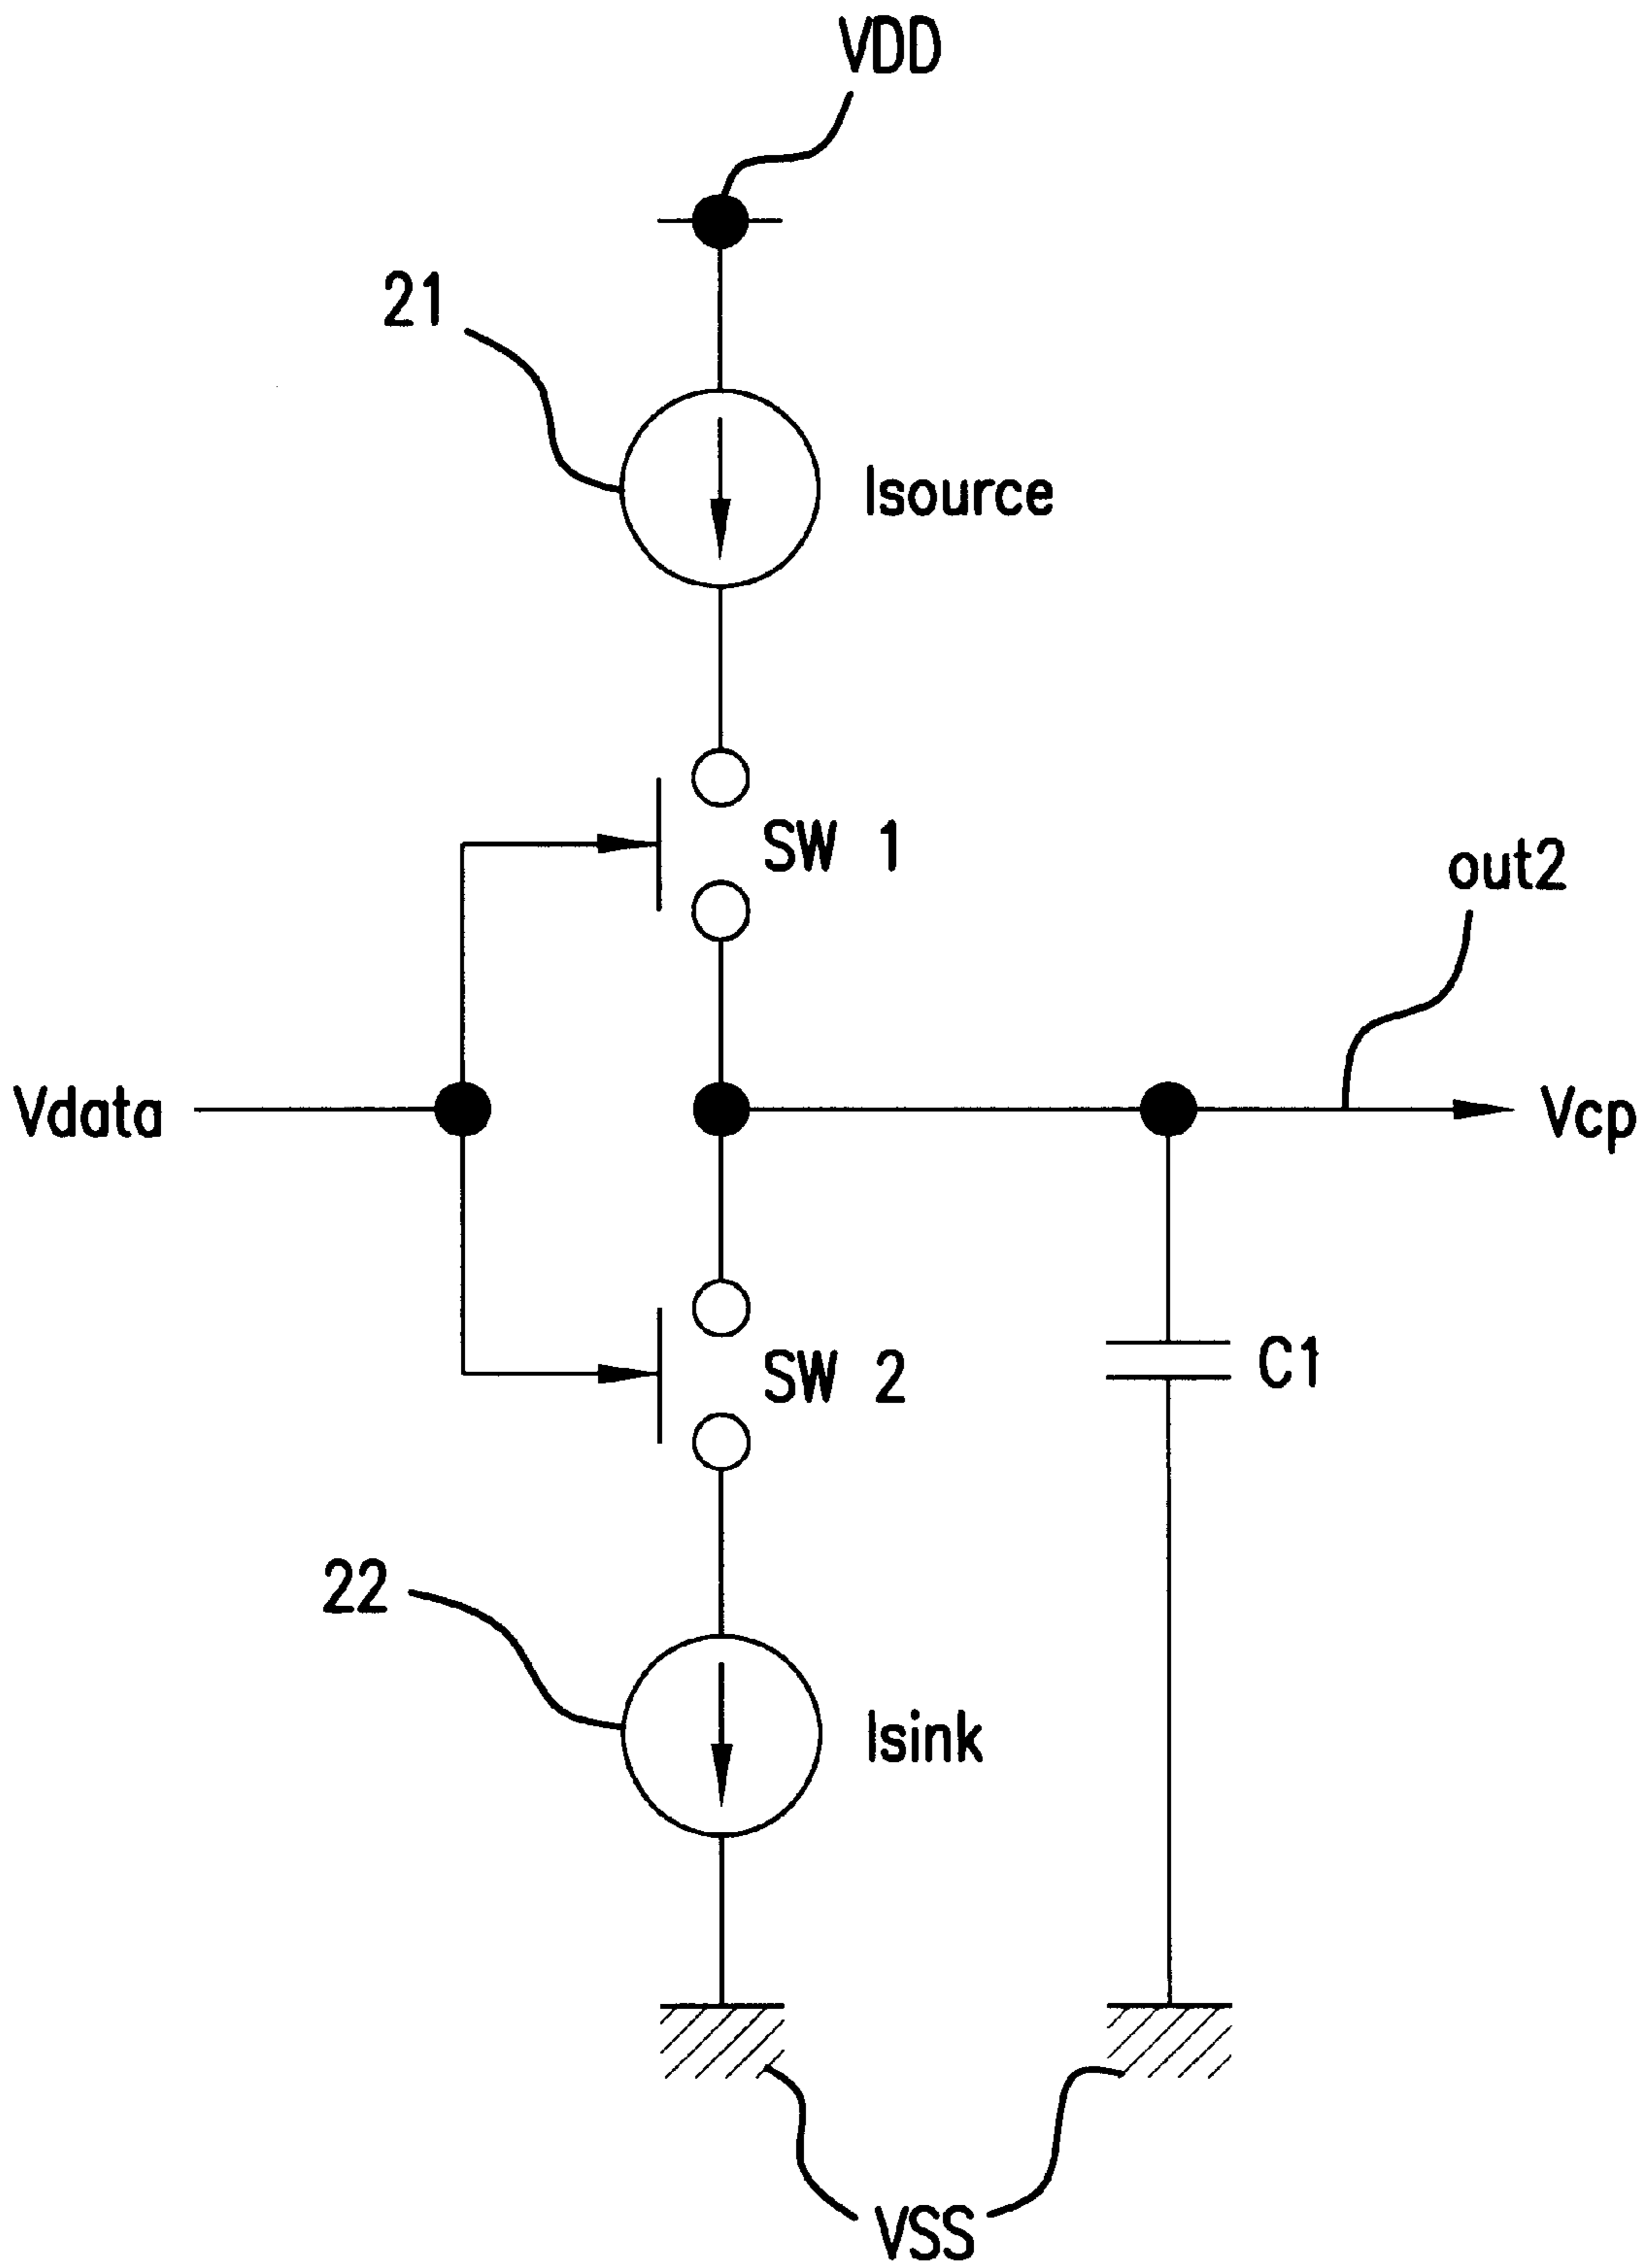 VDD
21
Isource
SW 1
out2
Vdata
Vcp
SW 2
C1
22
Isink
VSS